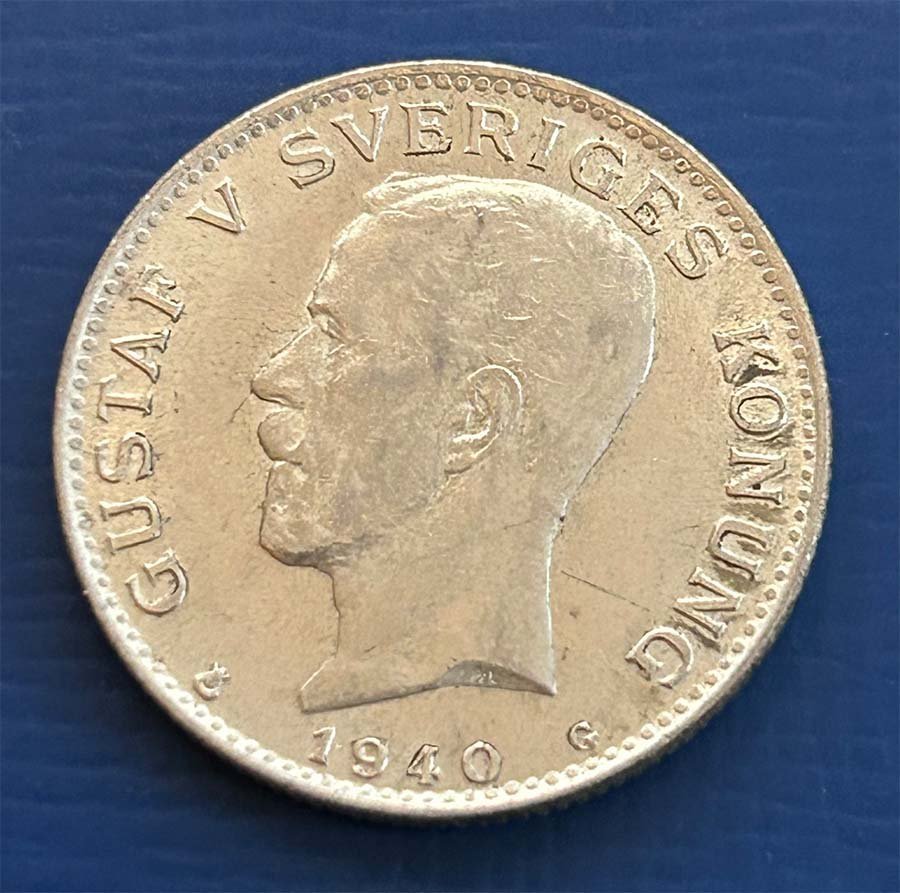 GUSTAF V SVERIGES KONUNG
1940 G